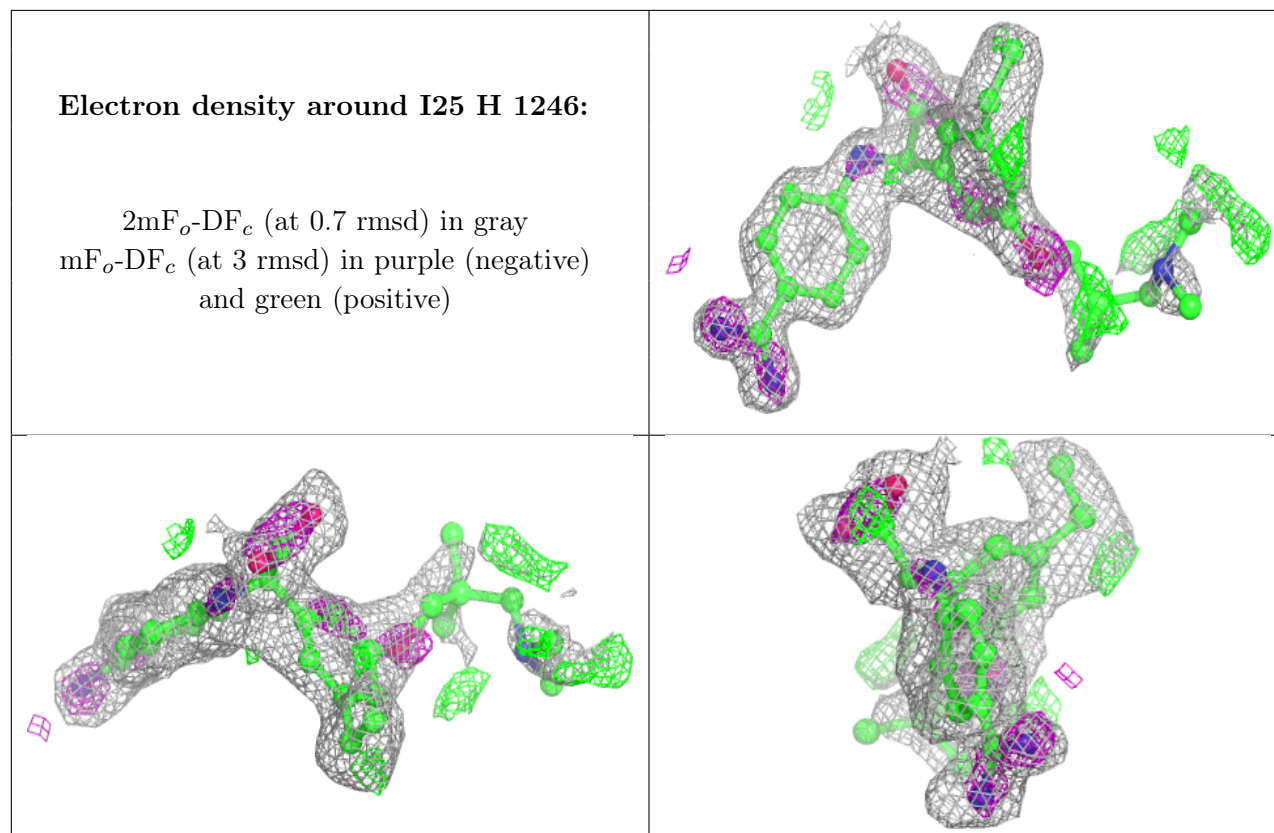 Electron density around I25 H 1246:
2mFo-DFc (at 0.7 rmsd) in gray
mFo-DFc (at 3 rmsd) in purple (negative)
and green (positive)